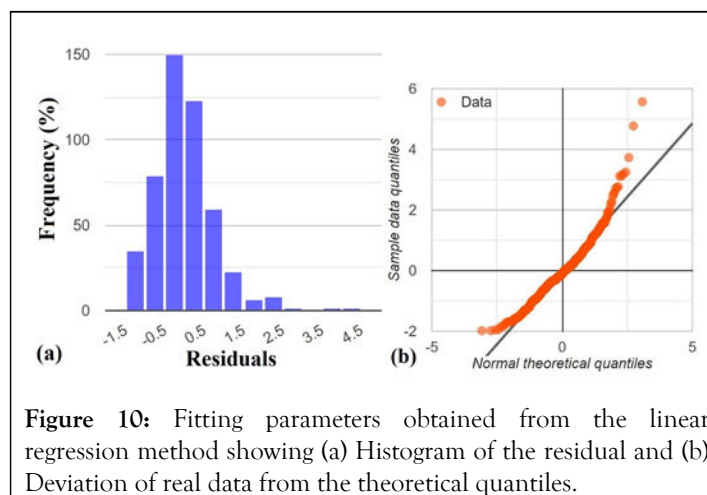 150
100
50
0
Frequency (%)
-1.5
-0.5
0.5
1.5
2.5
3.5
4.5
(a)
Residuals
6
4
2
0
-2
Data
Sample data quantiles
-5
0
5
(b)
Normal theoretical quantiles
Figure 10: Fitting parameters obtained from the linear
regression method showing (a) Histogram of the residual and (b)
Deviation of real data from the theoretical quantiles.